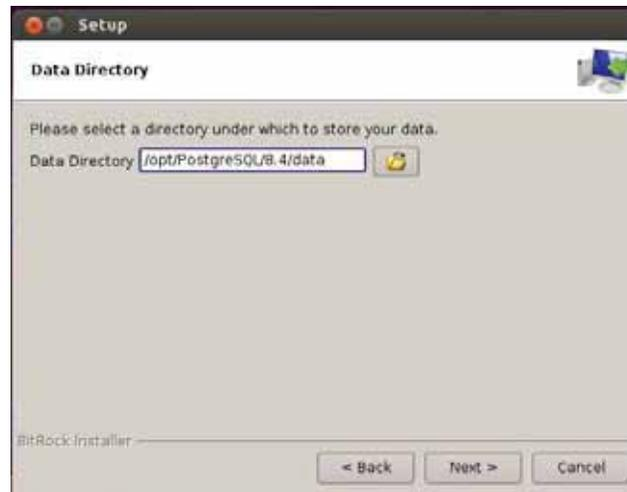 Setup
Data Directory
Please select a directory under which to store your data.
Data Directory /opt/PostgreSQL/8.4/data
BitRock Installer
< Back Next > Cancel